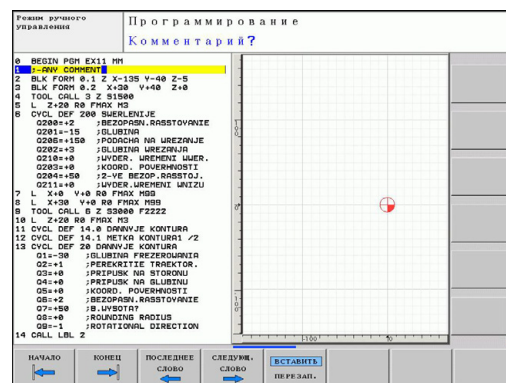 Режим ручного
управления
Программирование
Комментарий?
0 BEGIN PGM EX11 MM
1 ;-ANY COMMENT
2 BLK FORM 0.1 Z X-135 Y-40 Z-5
3 BLK FORM 0.2 X+30 Y+40 Z+0
4 TOOL CALL 3 Z S1500
5 L Z+20 R0 FMAX M3
6 CYCL DEF 200 SWERLENIJE
Q200=+2 ;BEZOPASN.RASSTOYANIE
Q201=-15 ;GLUBINA
Q206=+150 ;PODACHA NA WREZANJE
Q202=+3 ;GLUBINA WREZANJA
Q210=+0 ;WYDER. WREMENI WWER.
Q203=+0 ;KOORD. POVERHNOSTI
Q204=+50 ;2-YE BEZOP.RASSTOJ.
Q211=+0 ;WYDER.WREMENI WNIZU
7 L X+0 Y+0 R0 FMAX M99
8 L X+30 Y+0 R0 FMAX M99
9 TOOL CALL 6 Z S3000 F2222
10 L Z+20 R0 FMAX M3
11 CYCL DEF 14.0 DANNYJE KONTURA
12 CYCL DEF 14.1 METKA KONTURA1 /2
13 CYCL DEF 20 DANNYJE KONTURA
Q1=-30 ;GLUBINA FREZEROWANIA
Q2=+1 ;PEREKRITIE TRAEKTOR.
Q3=+0 ;PRIPUSK NA STORONU
Q4=+0 ;PRIPUSK NA GLUBINU
Q5=+0 ;KOORD. POVERHNOSTI
Q6=+2 ;BEZOPASN.RASSTOYANIE
Q7=+50 ;B.WYSOTA?
Q8=+0 ;ROUNDING RADIUS
Q9=-1 ;ROTATIONAL DIRECTION
14 CALL LBL 2
-100
НАЧАЛО
КОНЕЦ
ПОСЛЕДНЕЕ
СЛОВО
СЛЕДУЮЩ.
СЛОВО
ВСТАВИТЬ
ПЕРЕЗАП.